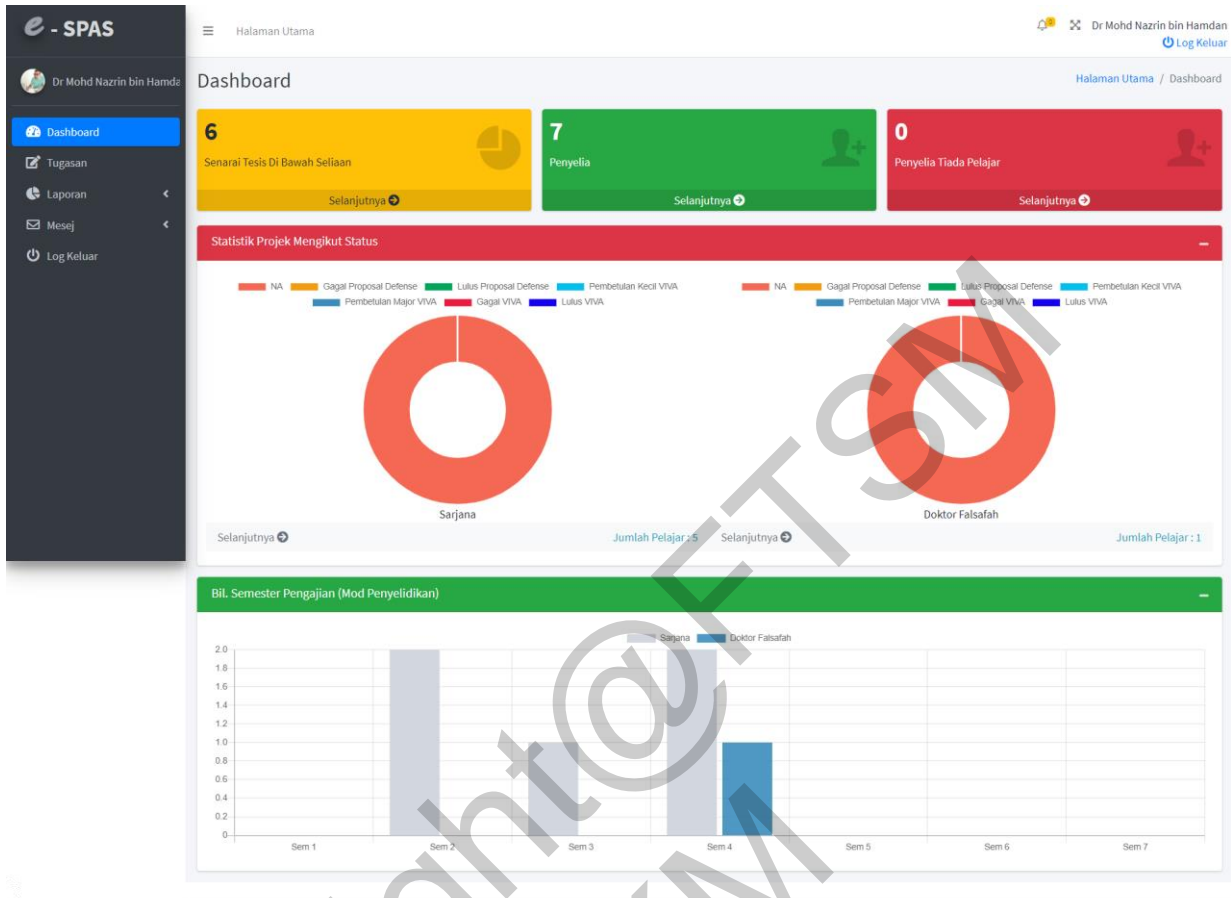 e - SPAS
Halaman Utama
Dr Mohd Nazrin bin Hamdan
Log Keluar
Dr Mohd Nazrin bin Hamda
Dashboard
Tugasan
Laporan
Mesej
Log Keluar
Dashboard
Halaman Utama / Dashboard
6
Senarai Tesis Di Bawah Seliaan
Selanjutnya
7
Penyelia
Selanjutnya
0
Penyelia Tiada Pelajar
Selanjutnya
Statistik Projek Mengikut Status
NA Gagal Proposal Defense Lulus Proposal Defense Pembetulan Kecil VIVA
Pembetulan Major VIVA Gagal VIVA Lulus VIVA
Sarjana
Selanjutnya Jumlah Pelajar : 5
NA Gagal Proposal Defense Lulus Proposal Defense Pembetulan Kecil VIVA
Pembetulan Major VIVA Gagal VIVA Lulus VIVA
Doktor Falsafah
Selanjutnya Jumlah Pelajar : 1
Bil. Semester Pengajian (Mod Penyelidikan)
Sarjana Doktor Falsafah
2.0
1.8
1.6
1.4
1.2
1.0
0.8
0.6
0.4
0.2
0
Sem 1 Sem 2 Sem 3 Sem 4 Sem 5 Sem 6 Sem 7
ght@FTSM